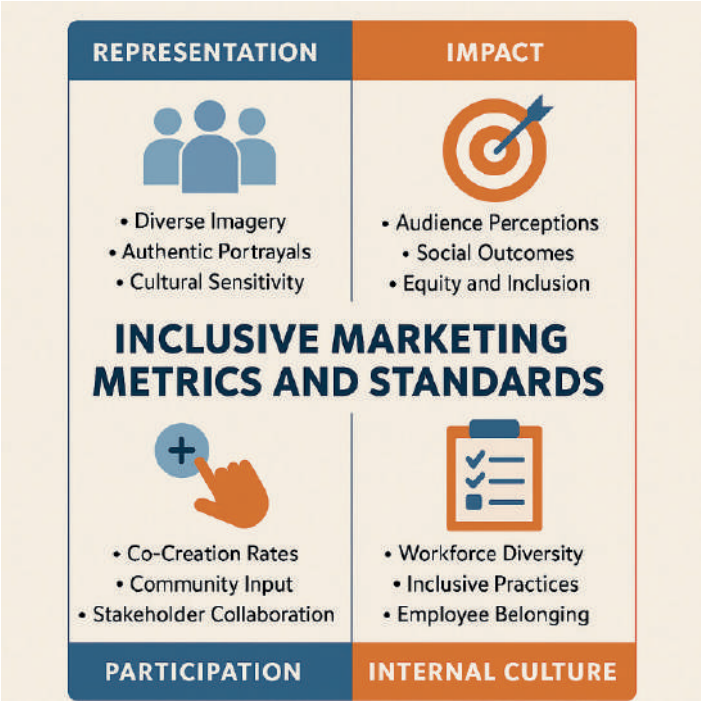 REPRESENTATION
• Diverse Imagery
• Authentic Portrayals
• Cultural Sensitivity
IMPACT
• Audience Perceptions
• Social Outcomes
• Equity and Inclusion
INCLUSIVE MARKETING
METRICS AND STANDARDS
• Co-Creation Rates
• Community Input
• Stakeholder Collaboration
PARTICIPATION
• Workforce Diversity
• Inclusive Practices
• Employee Belonging
INTERNAL CULTURE